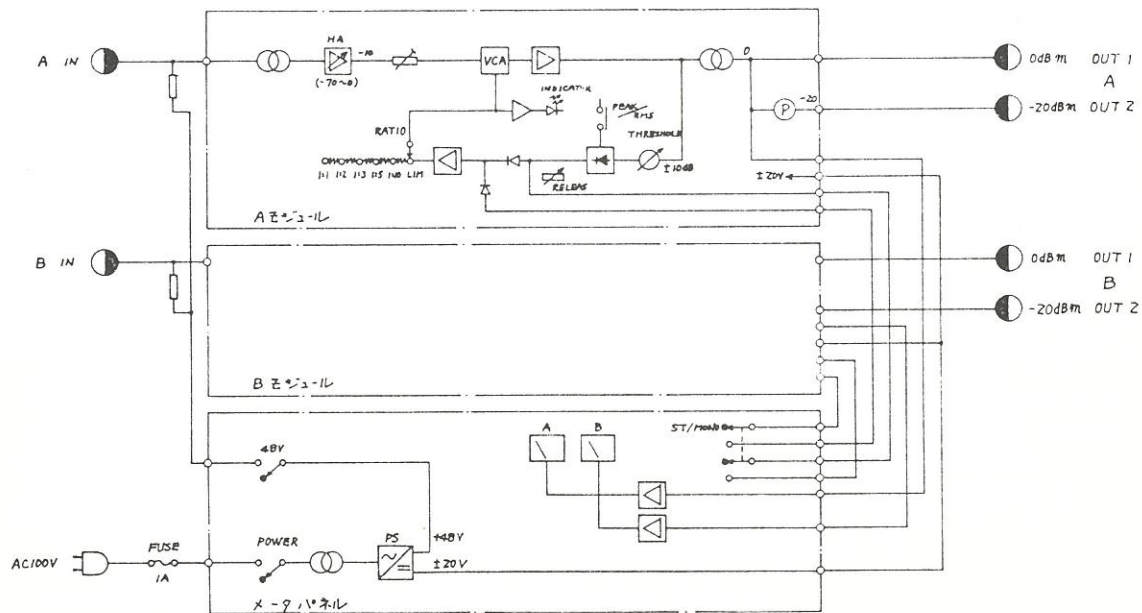 A IN
HA
-10
(-70~0)
VCA
INDICATOR
PEAK/RMS
THRESHOLD
±10dB
RATIO
1:1 1:2 1:3 1:5 1:10 LIM
RELEAS
0
P
-20
±20V
0dBm OUT 1
A
-20dBm OUT 2
Aモジュール
B IN
0dBm OUT 1
B
-20dBm OUT 2
Bモジュール
A
B
ST/MONO
48V
+48V
AC100V
FUSE
1A
POWER
PS
±20V
メータパネル